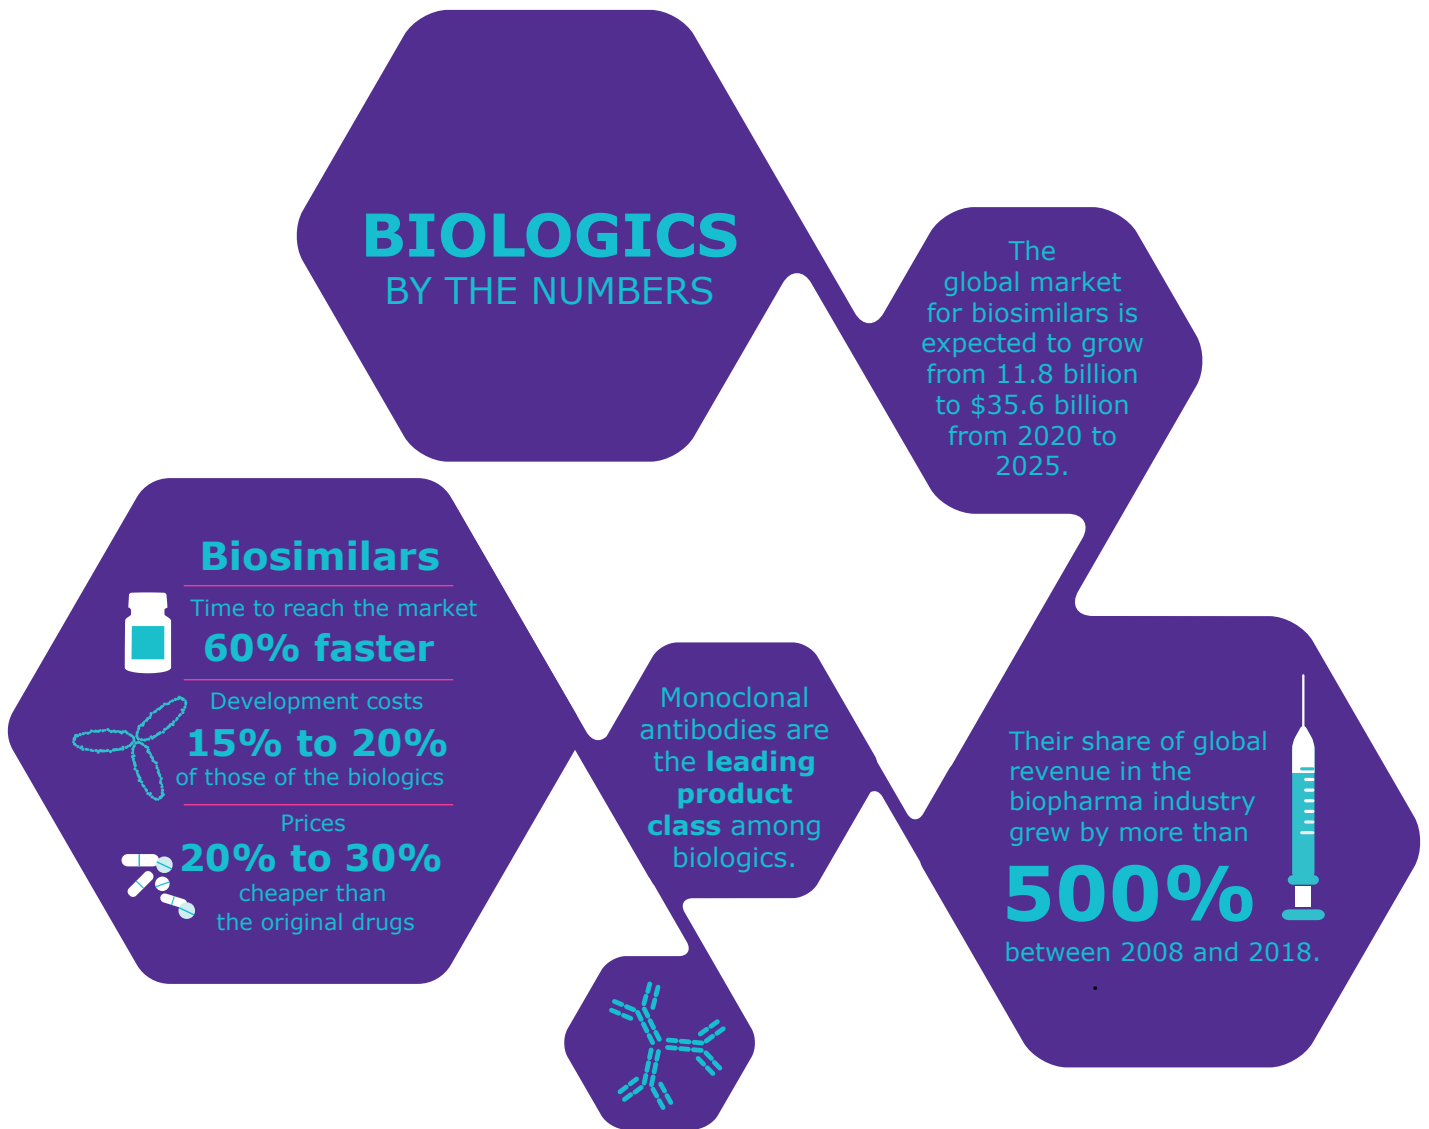 BIOLOGICS
BY THE NUMBERS
The
global market
for biosimilars is
expected to grow
from 11.8 billion
to $35.6 billion
from 2020 to
2025.
Biosimilars
Time to reach the market
60% faster
Development costs
15% to 20%
of those of the biologics
Prices
20% to 30%
cheaper than
the original drugs
Monoclonal
antibodies are
the leading
product
class among
biologics.
Their share of global
revenue in the
biopharma industry
grew by more than
500%
between 2008 and 2018.
.